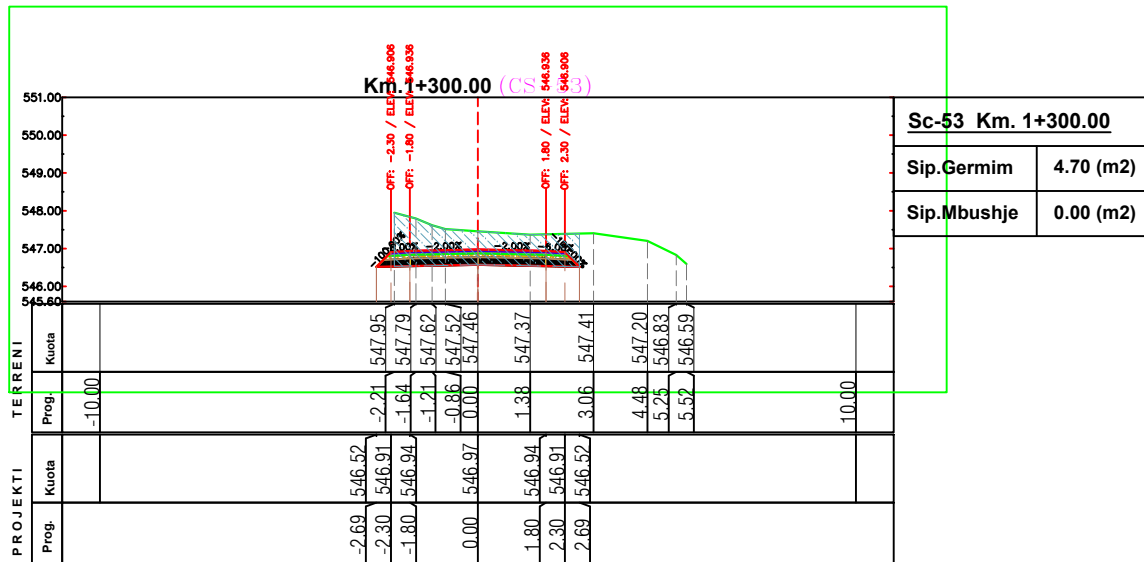 Km.1+300.00 (CS 53)
OFF: -2.30 / ELEV: 546.906
OFF: -1.80 / ELEV: 546.936
OFF: 1.80 / ELEV: 546.936
OFF: 2.30 / ELEV: 546.906
551.00
550.00
549.00
548.00
547.00
546.00
545.60
-2.00% -2.00%
Sc-53 Km. 1+300.00
Sip.Germim 4.70 (m2)
Sip.Mbushje 0.00 (m2)
TERRENI
Kuota 547.95 547.79 547.62 547.52 547.46 547.37 547.41 547.20 546.83 546.59
Prog. -10.00 -2.21 -1.64 -1.21 -0.86 0.00 1.38 3.06 4.48 5.25 5.52 10.00
PROJEKTI
Kuota 546.52 546.91 546.94 546.97 546.94 546.91 546.52
Prog. -2.69 -2.30 -1.80 0.00 1.80 2.30 2.69